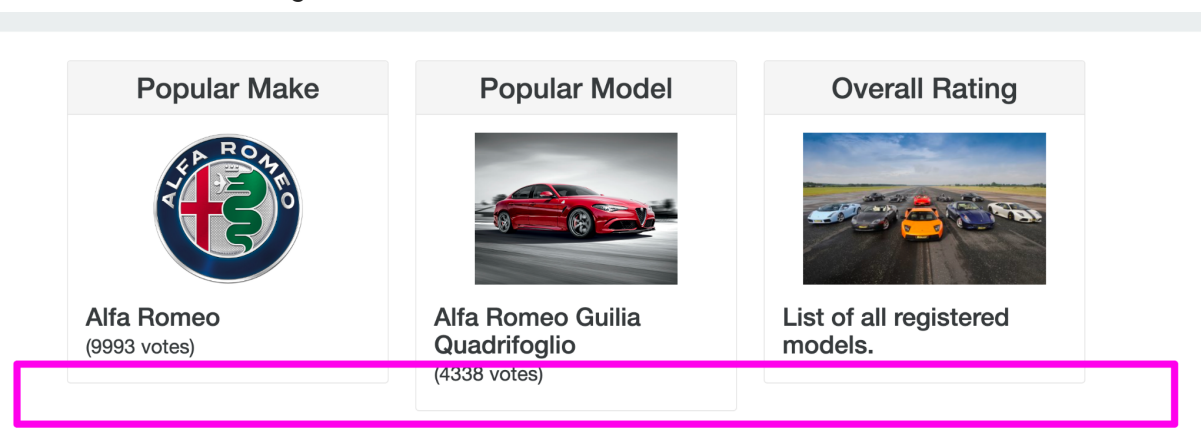 Popular Make
Popular Model
Overall Rating
ALFA ROMEO
Alfa Romeo
(9993 votes)
Alfa Romeo Guilia
Quadrifoglio
(4338 votes)
List of all registered
models.